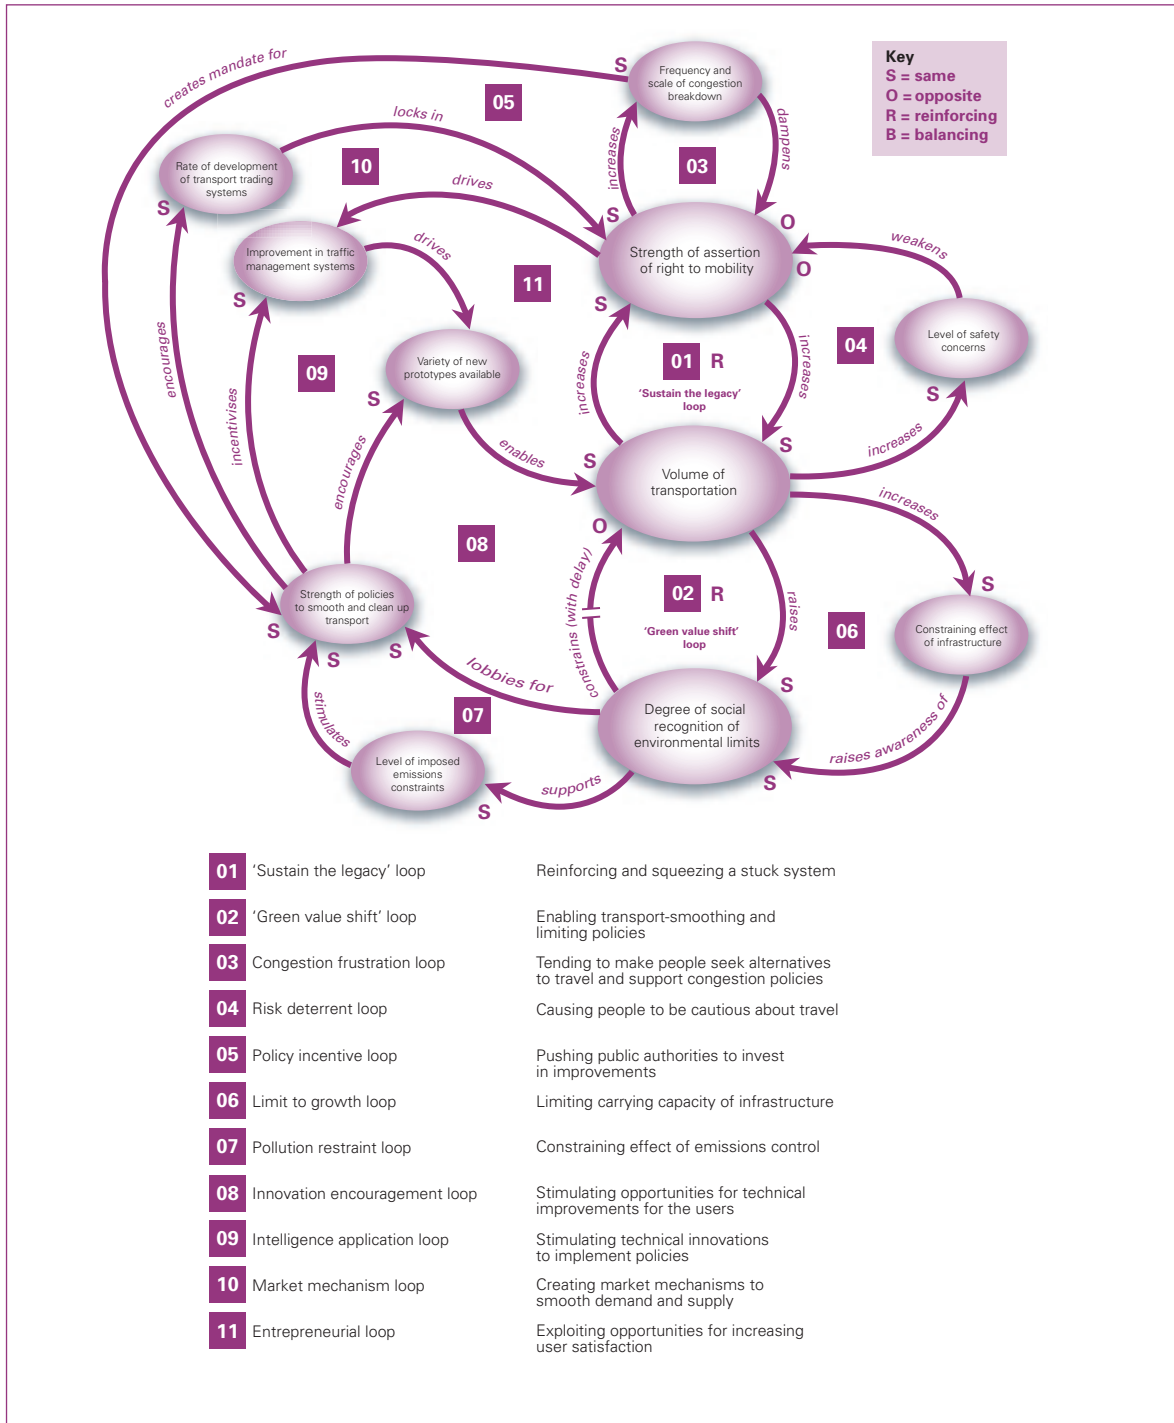 creates mandate for
S
Frequency and
scale of congestion
breakdown
Key
S = same
O = opposite
R = reinforcing
B = balancing
05
locks in
increases
dampens
03
Rate of development
of transport trading
systems
S
10
drives
S
O
Improvement in traffic
management systems
S
drives
11
Strength of assertion
of right to mobility
O
S
weakens
Level of safety
concerns
S
04
encourages
incentivises
09
Variety of new
prototypes available
S
increases
01 R
'Sustain the legacy'
loop
increases
S
increases
encourages
enables
S
Volume of
transportation
O
increases
S
08
Strength of policies
to smooth and clean up
transport
S
S
S
constrains (with delay)
02 R
'Green value shift'
loop
raises
S
06
Constraining effect
of infrastructure
lobbies for
07
stimulates
Level of imposed
emissions
constraints
S
supports
Degree of social
recognition of
environmental limits
S
raises awareness of
01 'Sustain the legacy' loop Reinforcing and squeezing a stuck system
02 'Green value shift' loop Enabling transport-smoothing and
limiting policies
03 Congestion frustration loop Tending to make people seek alternatives
to travel and support congestion policies
04 Risk deterrent loop Causing people to be cautious about travel
05 Policy incentive loop Pushing public authorities to invest
in improvements
06 Limit to growth loop Limiting carrying capacity of infrastructure
07 Pollution restraint loop Constraining effect of emissions control
08 Innovation encouragement loop Stimulating opportunities for technical
improvements for the users
09 Intelligence application loop Stimulating technical innovations
to implement policies
10 Market mechanism loop Creating market mechanisms to
smooth demand and supply
11 Entrepreneurial loop Exploiting opportunities for increasing
user satisfaction